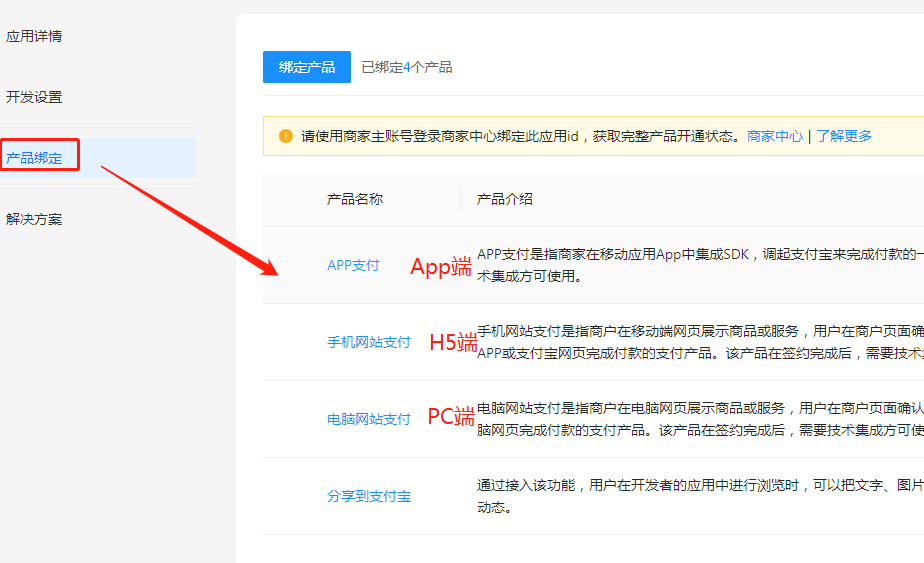 应用详情
开发设置
产品绑定
解决方案
绑定产品 已绑定4个产品
请使用商家主账号登录商家中心绑定此应用id，获取完整产品开通状态。商家中心 | 了解更多
产品名称 产品介绍
APP支付 App端 APP支付是指商家在移动应用App中集成SDK，调起支付宝来完成付款的一
术集成方可使用。
手机网站支付 H5端 手机网站支付是指商户在移动端网页展示商品或服务，用户在商户页面确
APP或支付宝网页完成付款的支付产品。该产品在签约完成后，需要技术
电脑网站支付 PC端 电脑网站支付是指商户在电脑网页展示商品或服务，用户在商户页面确认
脑网页完成付款的支付产品。该产品在签约完成后，需要技术集成方可使
分享到支付宝 通过接入该功能，用户在开发者的应用中进行浏览时，可以把文字、图片
动态。